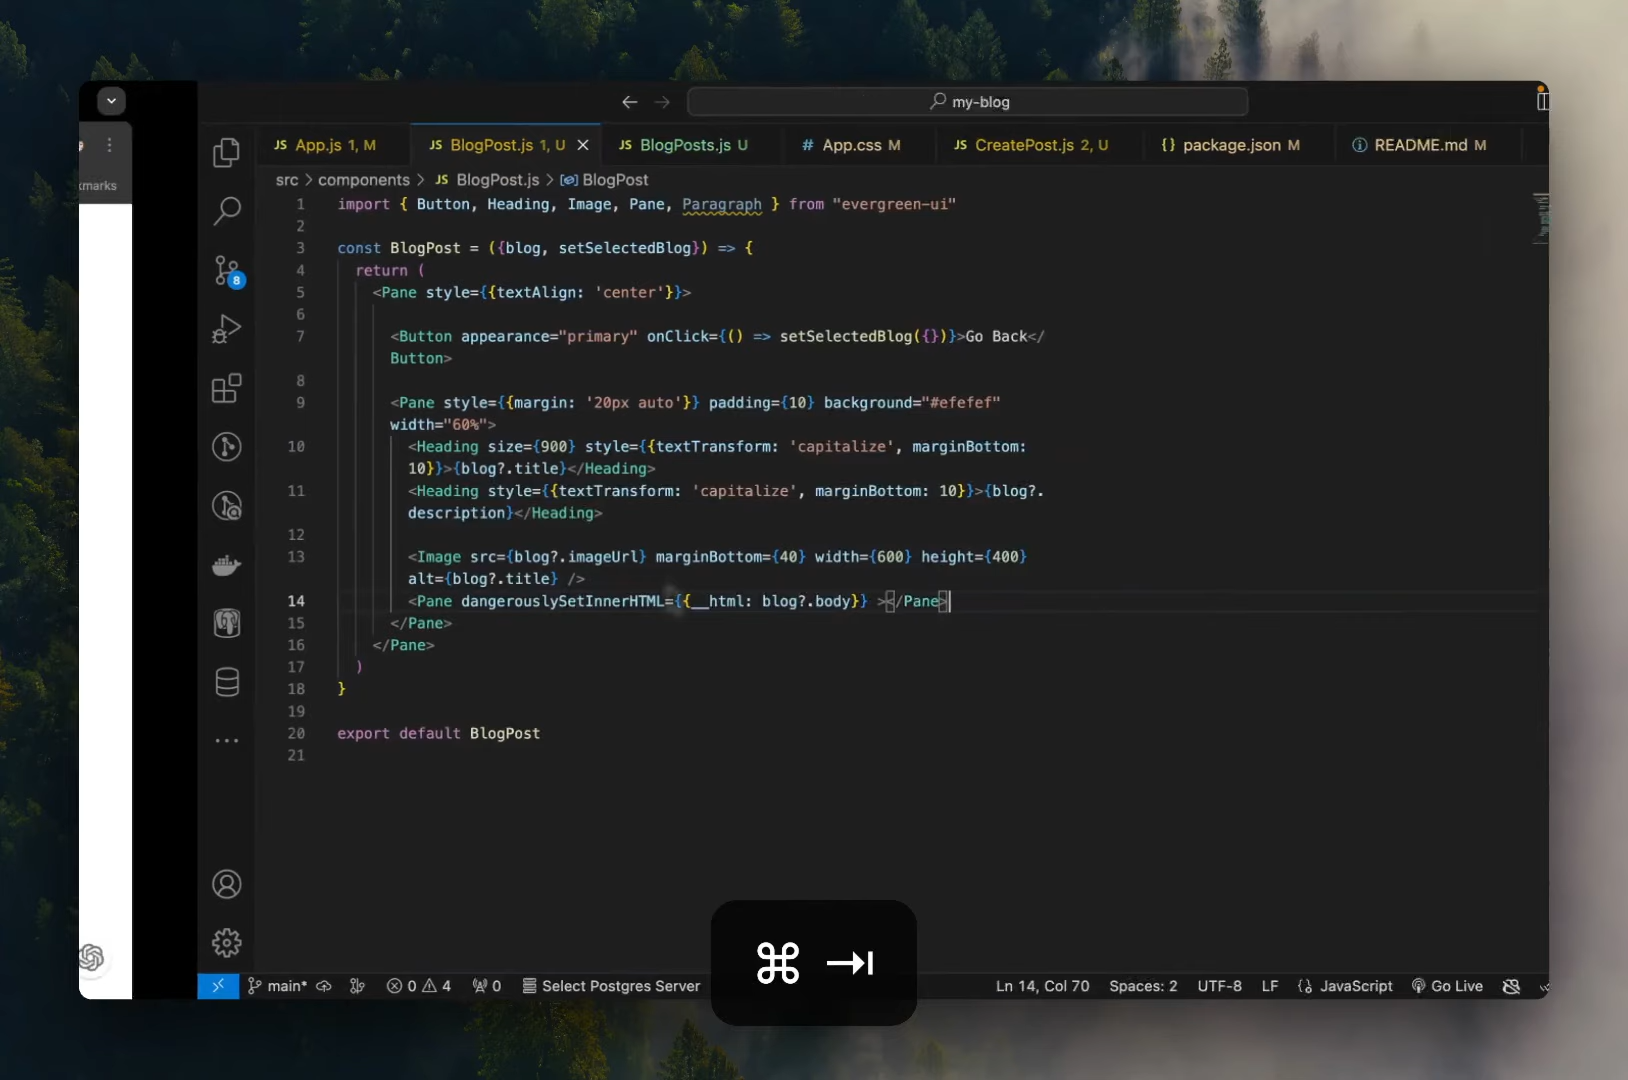 my-blog
JS App.js 1, M
JS BlogPost.js 1, U
JS BlogPosts.js U
# App.css M
JS CreatePost.js 2, U
{} package.json M
README.md M
src > components > JS BlogPost.js > BlogPost
1 import { Button, Heading, Image, Pane, Paragraph } from "evergreen-ui"
2
3 const BlogPost = ({blog, setSelectedBlog}) => {
4 return (
5 <Pane style={{textAlign: 'center'}}>
6
7 <Button appearance="primary" onClick={() => setSelectedBlog({})}>Go Back</
Button>
8
9 <Pane style={{margin: '20px auto'}} padding={10} background="#efefef"
width="60%">
10 <Heading size={900} style={{textTransform: 'capitalize', marginBottom:
10}}>{blog?.title}</Heading>
11 <Heading style={{textTransform: 'capitalize', marginBottom: 10}}>{blog?.
description}</Heading>
12
13 <Image src={blog?.imageUrl} marginBottom={40} width={600} height={400}
alt={blog?.title} />
14 <Pane dangerouslySetInnerHTML={{__html: blog?.body}} ></Pane>
15 </Pane>
16 </Pane>
17 )
18 }
19
20 export default BlogPost
21
kmarks
8
⌘ ⇥
main* 0 4 0 Select Postgres Server Ln 14, Col 70 Spaces: 2 UTF-8 LF {} JavaScript Go Live